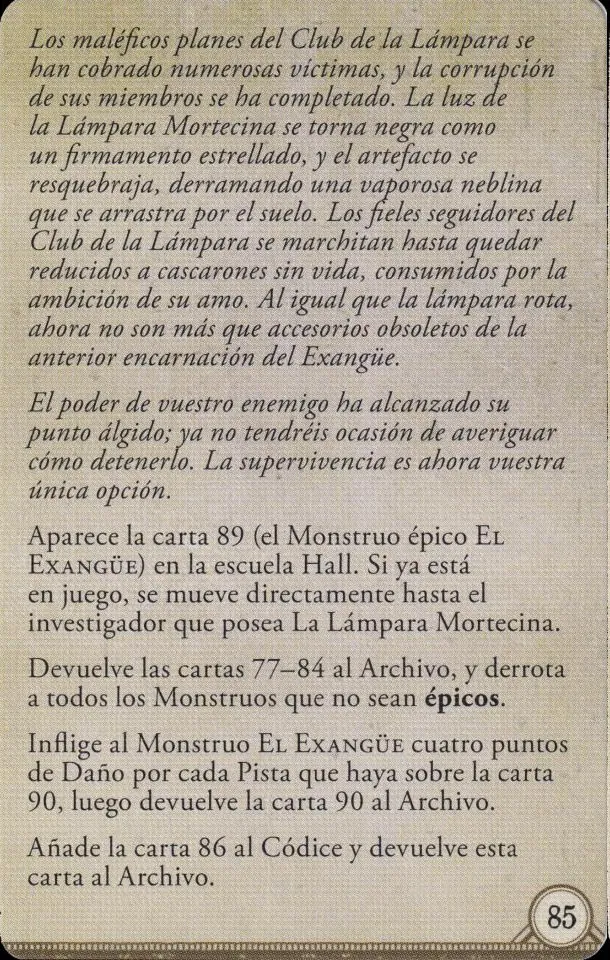 Los maléficos planes del Club de la Lámpara se
han cobrado numerosas víctimas, y la corrupción
de sus miembros se ha completado. La luz de
la Lámpara Mortecina se torna negra como
un firmamento estrellado, y el artefacto se
resquebraja, derramando una vaporosa neblina
que se arrastra por el suelo. Los fieles seguidores del
Club de la Lámpara se marchitan hasta quedar
reducidos a cascarones sin vida, consumidos por la
ambición de su amo. Al igual que la lámpara rota,
ahora no son más que accesorios obsoletos de la
anterior encarnación del Exangüe.
El poder de vuestro enemigo ha alcanzado su
punto álgido; ya no tendréis ocasión de averiguar
cómo detenerlo. La supervivencia es ahora vuestra
única opción.
Aparece la carta 89 (el Monstruo épico El
Exangüe) en la escuela Hall. Si ya está
en juego, se mueve directamente hasta el
investigador que posea La Lámpara Mortecina.
Devuelve las cartas 77–84 al Archivo, y derrota
a todos los Monstruos que no sean épicos.
Inflige al Monstruo El Exangüe cuatro puntos
de Daño por cada Pista que haya sobre la carta
90, luego devuelve la carta 90 al Archivo.
Añade la carta 86 al Códice y devuelve esta
carta al Archivo.
85